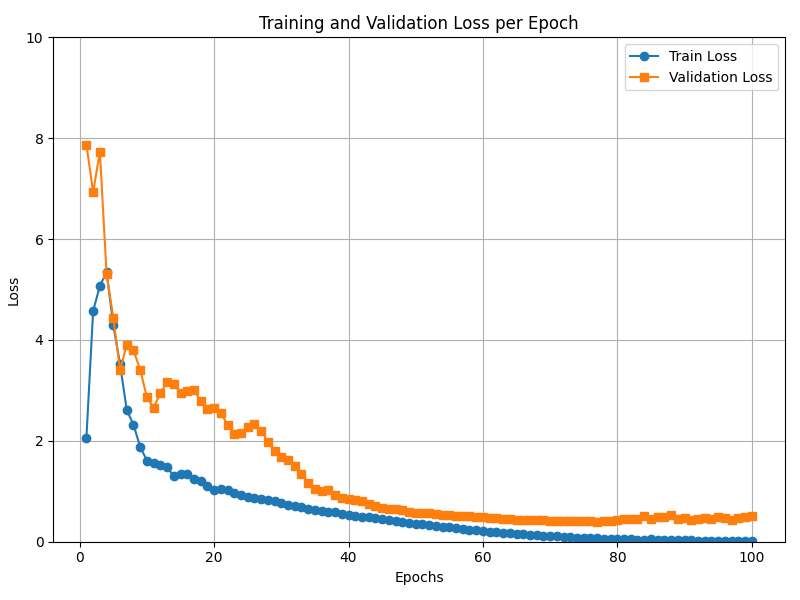 Training and Validation Loss per Epoch
10
8
6
4
2
0
Loss
Train Loss
Validation Loss
0 20 40 60 80 100
Epochs